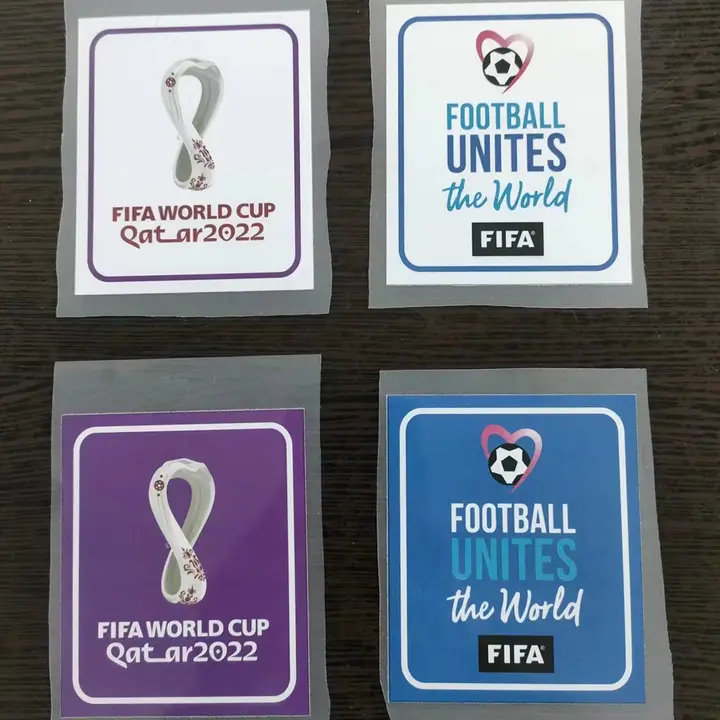 FIFA WORLD CUP
Qatar2022
FOOTBALL
UNITES
the World
FIFA®
FIFA WORLD CUP
Qatar2022
FOOTBALL
UNITES
the World
FIFA®